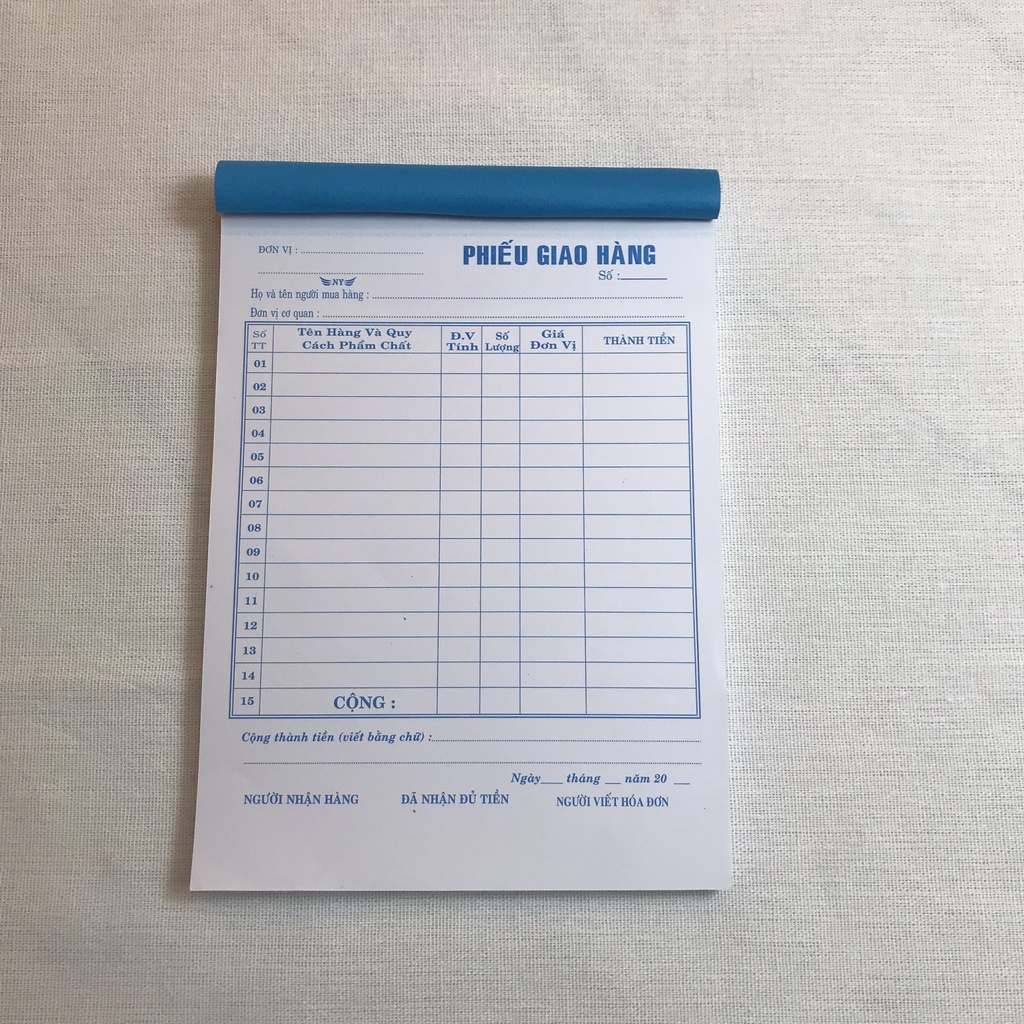 ĐƠN VỊ :
PHIẾU GIAO HÀNG
Số :
NY
Họ và tên người mua hàng :
Đơn vị cơ quan :
Số TT
Tên Hàng Và Quy Cách Phẩm Chất
Đ.V Tính
Số Lượng
Giá Đơn Vị
THÀNH TIỀN
01
02
03
04
05
06
07
08
09
10
11
12
13
14
15 CỘNG :
Cộng thành tiền (viết bằng chữ) :
Ngày tháng năm 20
NGƯỜI NHẬN HÀNG ĐÃ NHẬN ĐỦ TIỀN NGƯỜI VIẾT HÓA ĐƠN